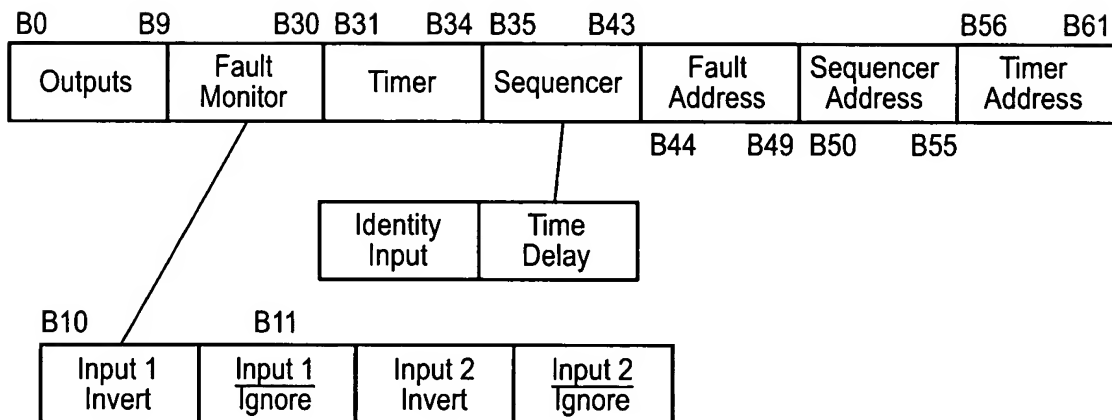 B0 B9 B30 B31 B34 B35 B43 B56 B61
Outputs
Fault
Monitor
Timer
Sequencer
Fault
Address
Sequencer
Address
Timer
Address
B44 B49 B50 B55
Identity
Input
Time
Delay
B10 B11
Input 1
Invert
Input 1
Ignore
Input 2
Invert
Input 2
Ignore